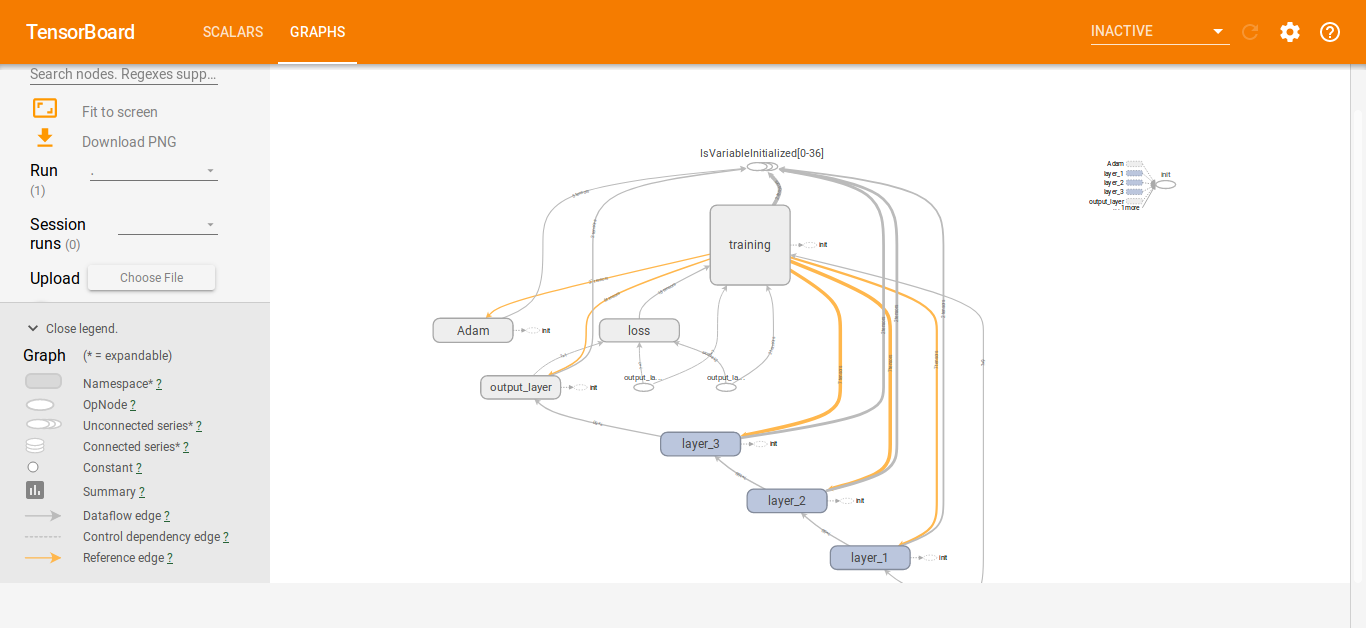 TensorBoard
SCALARS
GRAPHS
INACTIVE
Search nodes. Regexes supp...
Fit to screen
Download PNG
Run
(1)
.
Session
runs (0)
Upload
Choose File
Close legend.
Graph
(* = expandable)
Namespace* ?
OpNode ?
Unconnected series* ?
Connected series* ?
Constant ?
Summary ?
Dataflow edge ?
Control dependency edge ?
Reference edge ?
IsVariableInitialized[0-36]
training
init
Adam
init
loss
output_layer
init
output_la...
output_la...
layer_3
init
layer_2
init
layer_1
init
Adam
layer_1
layer_2
layer_3
output_layer
... 1 more
init